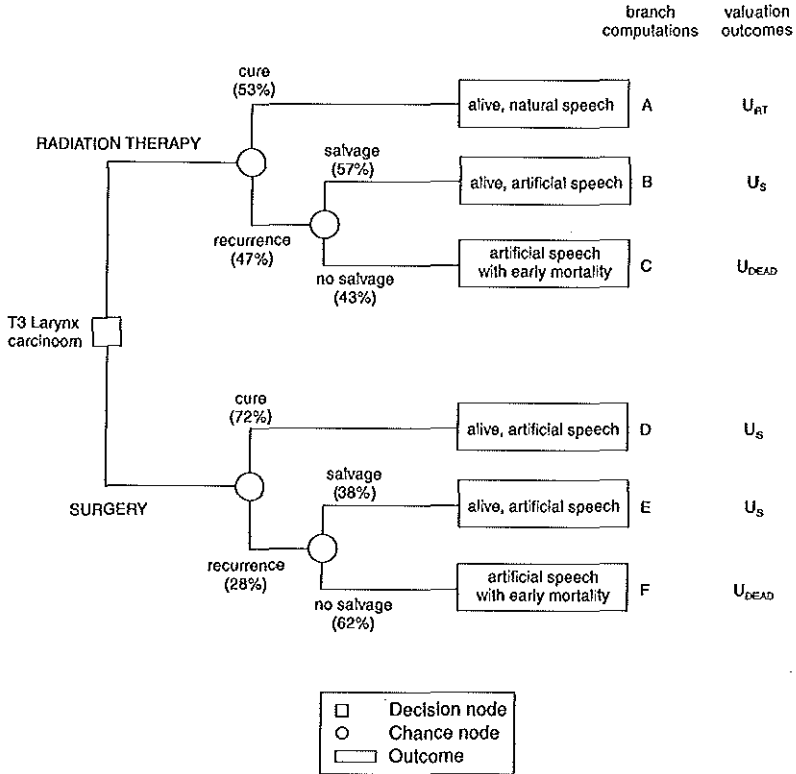 branch computations
valuation outcomes
cure
(53%)
alive, natural speech
A
U_RT
RADIATION THERAPY
salvage
(57%)
alive, artificial speech
B
U_S
recurrence
(47%)
artificial speech
with early mortality
C
U_DEAD
no salvage
(43%)
T3 Larynx
carcinoom
cure
(72%)
alive, artificial speech
D
U_S
SURGERY
salvage
(38%)
alive, artificial speech
E
U_S
recurrence
(28%)
artificial speech
with early mortality
F
U_DEAD
no salvage
(62%)
Decision node
Chance node
Outcome